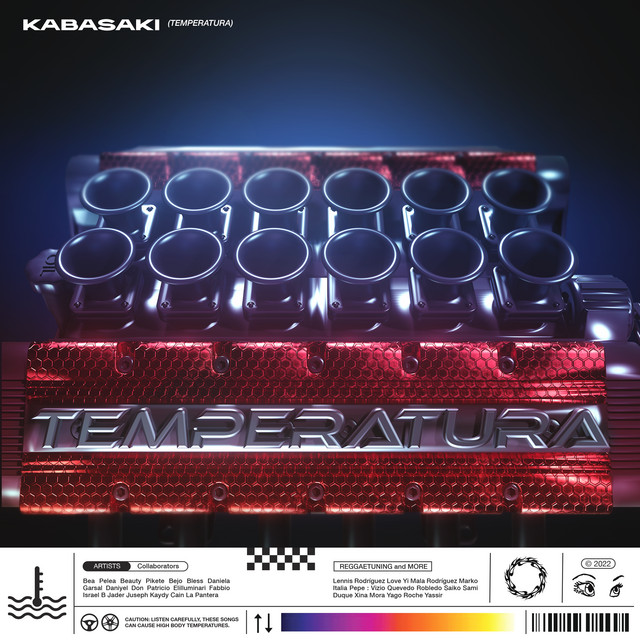 KABASAKI (TEMPERATURA)
TEMPERATURA
ARTISTS Collaborators
Bea Pelea Beauty Pikete Bejo Bless Daniela
Garsal Daniyel Don Patricio Elilluminari Fabbio
Israel B Jader Juseph Kaydy Cain La Pantera
REGGAETUNING and MORE
Lennis Rodríguez Love Yi Mala Rodríguez Marko
Italia Pepe : Vizio Quevedo Robledo Saiko Sami
Duque Xina Mora Yago Roche Yassir
© 2022
CAUTION: LISTEN CAREFULLY, THESE SONGS
CAN CAUSE HIGH BODY TEMPERATURES.